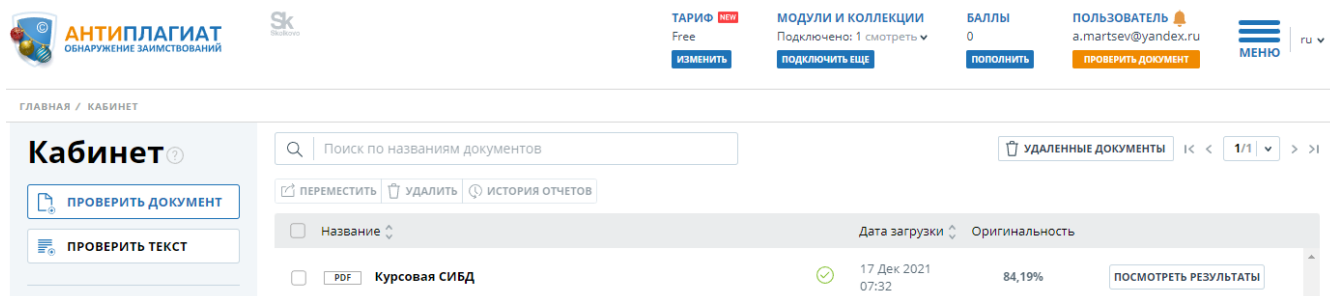 АНТИПЛАГИАТ
ОБНАРУЖЕНИЕ ЗАИМСТВОВАНИЙ
Sk
Skolkovo
ТАРИФ NEW
Free
ИЗМЕНИТЬ
МОДУЛИ И КОЛЛЕКЦИИ
Подключено: 1 смотреть
ПОДКЛЮЧИТЬ ЕЩЕ
БАЛЛЫ
0
ПОПОЛНИТЬ
ПОЛЬЗОВАТЕЛЬ
a.martsev@yandex.ru
ПРОВЕРИТЬ ДОКУМЕНТ
МЕНЮ
ru
ГЛАВНАЯ / КАБИНЕТ
Кабинет ?
ПРОВЕРИТЬ ДОКУМЕНТ
ПРОВЕРИТЬ ТЕКСТ
Поиск по названиям документов
УДАЛЕННЫЕ ДОКУМЕНТЫ
1/1
ПЕРЕМЕСТИТЬ
УДАЛИТЬ
ИСТОРИЯ ОТЧЕТОВ
Название
Дата загрузки
Оригинальность
PDF
Курсовая СИБД
17 Дек 2021
07:32
84,19%
ПОСМОТРЕТЬ РЕЗУЛЬТАТЫ